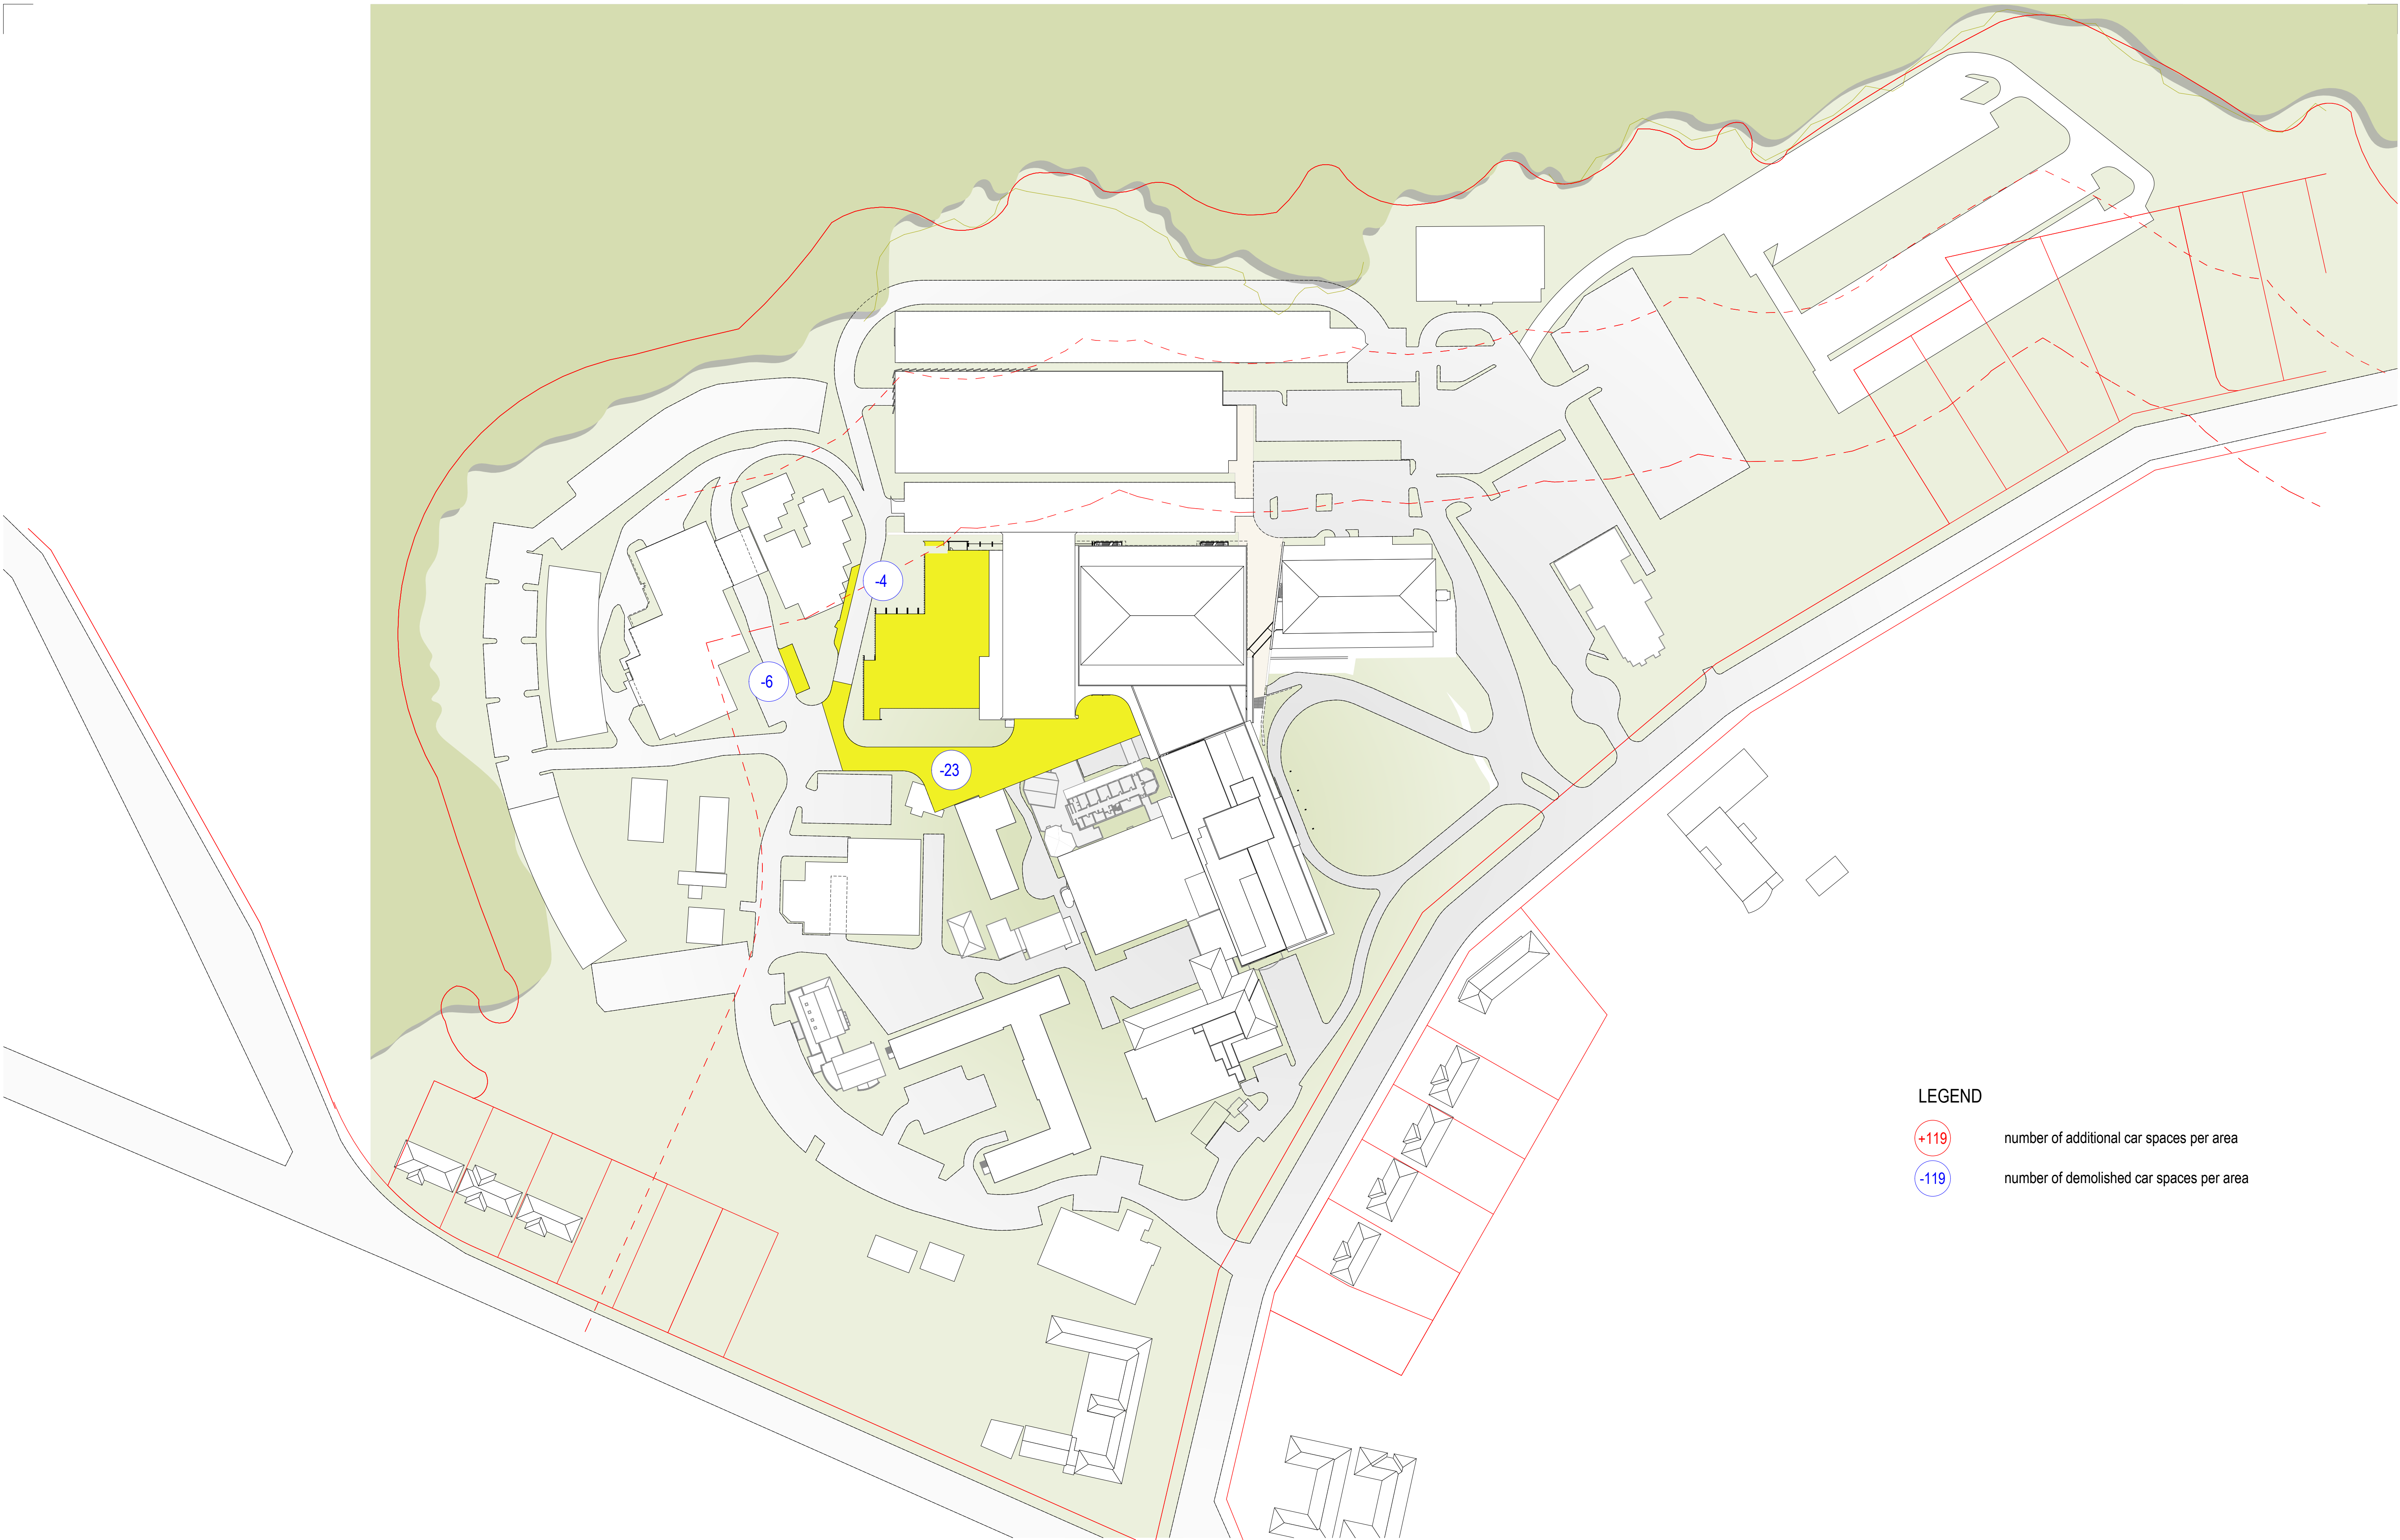 -4
-6
-23
LEGEND
+119 number of additional car spaces per area
-119 number of demolished car spaces per area